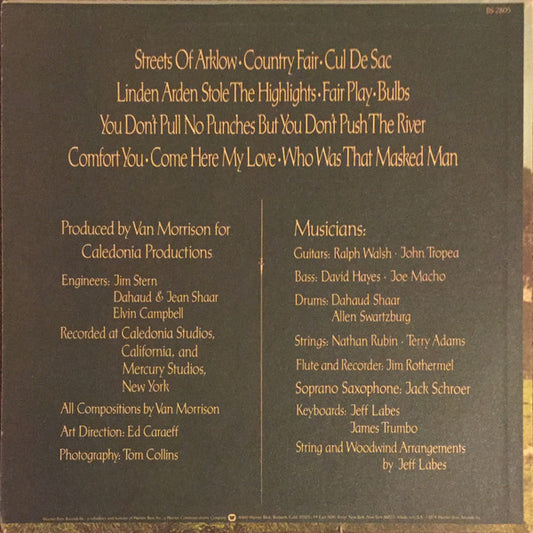 BS 2805
Streets Of Arklow · Country Fair · Cul De Sac
Linden Arden Stole The Highlights · Fair Play · Bulbs
You Don't Pull No Punches But You Don't Push The River
Comfort You · Come Here My Love · Who Was That Masked Man
Produced by Van Morrison for
Caledonia Productions
Engineers: Jim Stern
Dahaud & Jean Shaar
Elvin Campbell
Recorded at Caledonia Studios,
California, and
Mercury Studios,
New York
All Compositions by Van Morrison
Art Direction: Ed Caraeff
Photography: Tom Collins
Musicians:
Guitars: Ralph Walsh · John Tropea
Bass: David Hayes · Joe Macho
Drums: Dahaud Shaar
Allen Swartzburg
Strings: Nathan Rubin · Terry Adams
Flute and Recorder: Jim Rothermel
Soprano Saxophone: Jack Schroer
Keyboards: Jeff Labes
James Trumbo
String and Woodwind Arrangements
by Jeff Labes